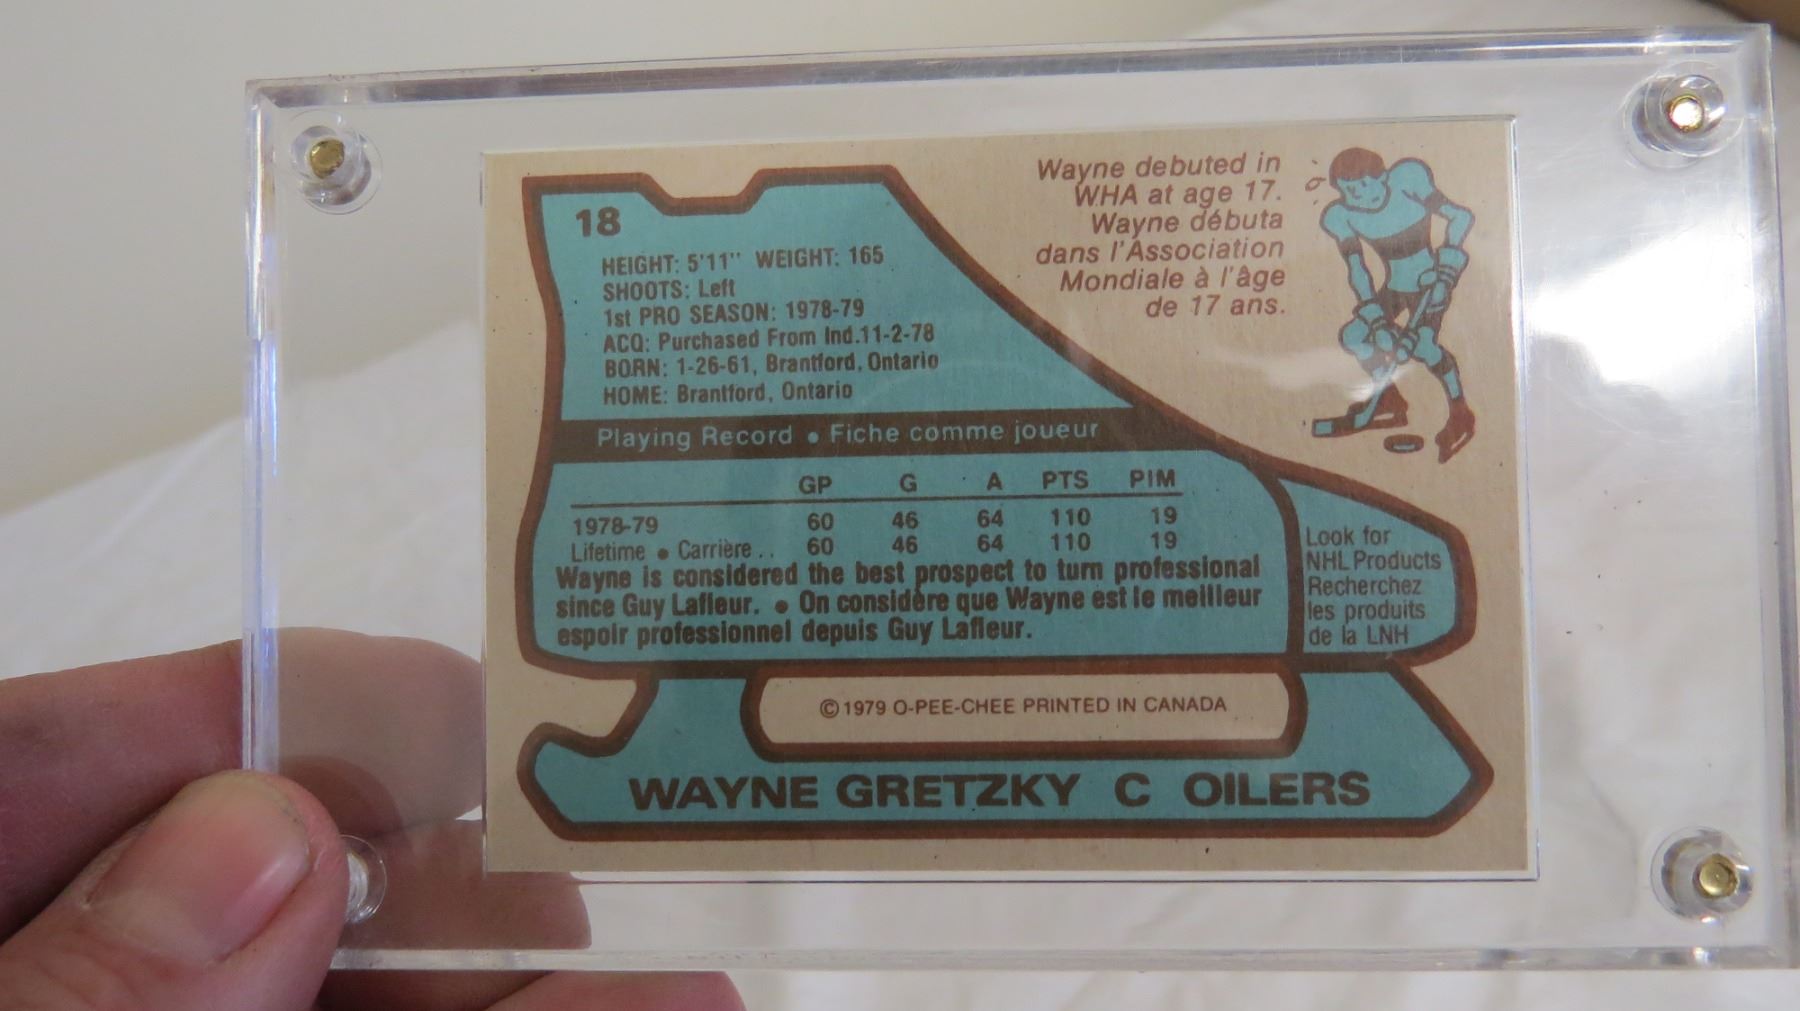 18
HEIGHT: 5'11" WEIGHT: 165
SHOOTS: Left
1st PRO SEASON: 1978-79
ACQ: Purchased From Ind.11-2-78
BORN: 1-26-61, Brantford, Ontario
HOME: Brantford, Ontario
Wayne debuted in
WHA at age 17.
Wayne débuta
dans l'Association
Mondiale à l'âge
de 17 ans.
Playing Record • Fiche comme joueur
GP G A PTS PIM
1978-79 60 46 64 110 19
Lifetime • Carrière .. 60 46 64 110 19
Wayne is considered the best prospect to turn professional
since Guy Lafleur. • On considère que Wayne est le meilleur
espoir professionnel depuis Guy Lafleur.
Look for
NHL Products
Recherchez
les produits
de la LNH
© 1979 O-PEE-CHEE PRINTED IN CANADA
WAYNE GRETZKY C OILERS